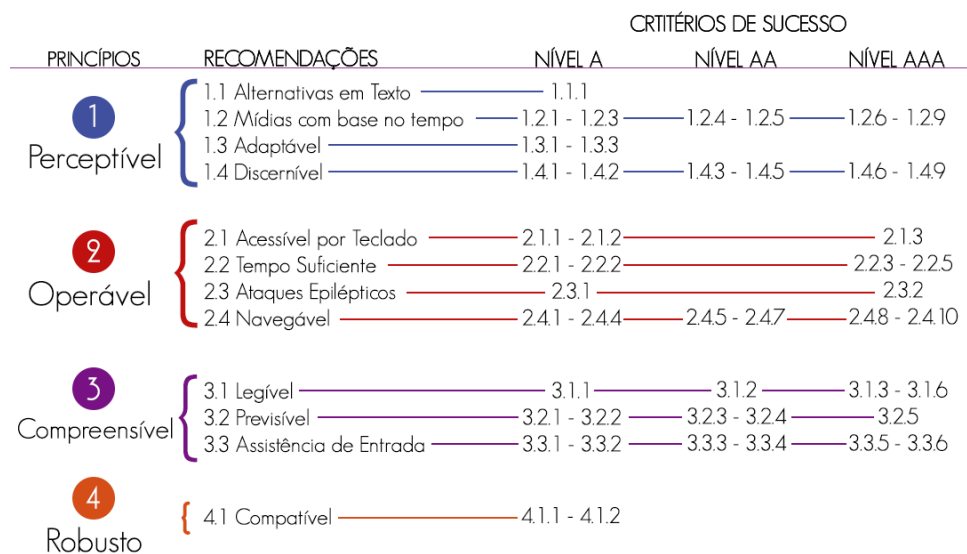 CRTITÉRIOS DE SUCESSO
PRINCÍPIOS RECOMENDAÇÕES NÍVEL A NÍVEL AA NÍVEL AAA
1
Perceptível
1.1 Alternativas em Texto 1.1.1
1.2 Mídias com base no tempo 1.2.1 - 1.2.3 1.2.4 - 1.2.5 1.2.6 - 1.2.9
1.3 Adaptável 1.3.1 - 1.3.3
1.4 Discernível 1.4.1 - 1.4.2 1.4.3 - 1.4.5 1.4.6 - 1.4.9
2
Operável
2.1 Acessível por Teclado 2.1.1 - 2.1.2 2.1.3
2.2 Tempo Suficiente 2.2.1 - 2.2.2 2.2.3 - 2.2.5
2.3 Ataques Epilépticos 2.3.1 2.3.2
2.4 Navegável 2.4.1 - 2.4.4 2.4.5 - 2.4.7 2.4.8 - 2.4.10
3
Compreensível
3.1 Legível 3.1.1 3.1.2 3.1.3 - 3.1.6
3.2 Previsível 3.2.1 - 3.2.2 3.2.3 - 3.2.4 3.2.5
3.3 Assistência de Entrada 3.3.1 - 3.3.2 3.3.3 - 3.3.4 3.3.5 - 3.3.6
4
Robusto
4.1 Compatível 4.1.1 - 4.1.2